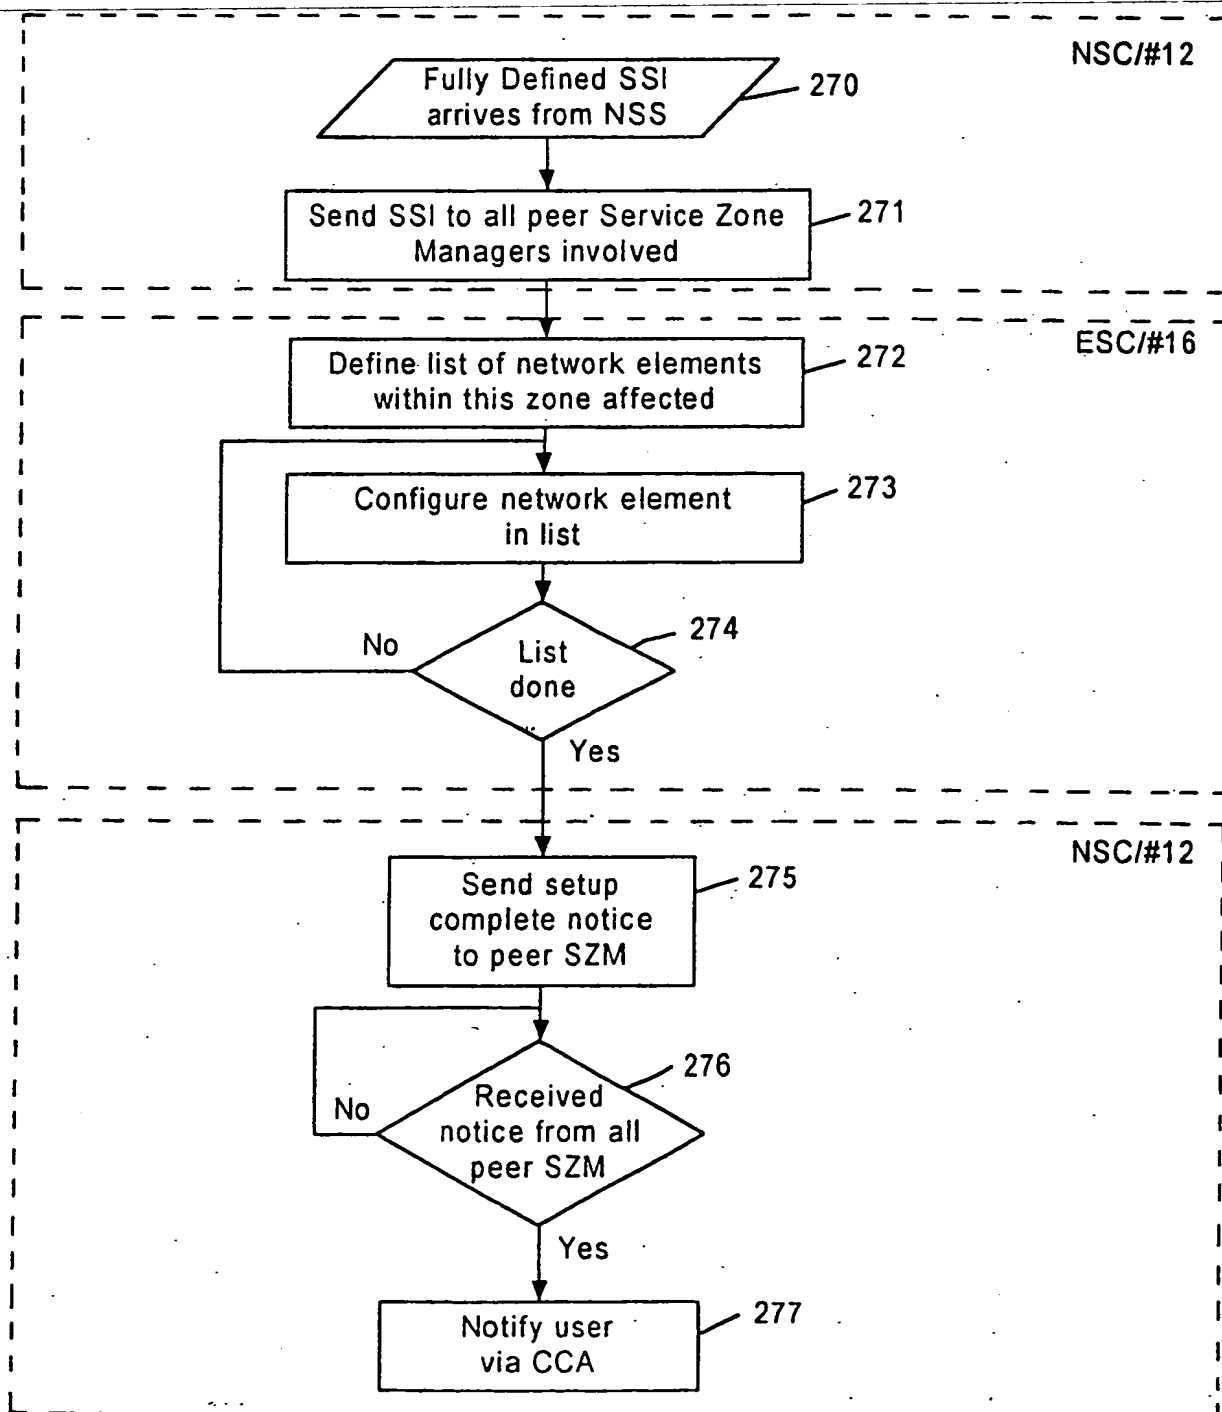 NSC/#12
Fully Defined SSI
arrives from NSS
270
Send SSI to all peer Service Zone
Managers involved
271
ESC/#16
Define list of network elements
within this zone affected
272
Configure network element
in list
273
List
done
274
No
Yes
NSC/#12
Send setup
complete notice
to peer SZM
275
Received
notice from all
peer SZM
276
No
Yes
Notify user
via CCA
277